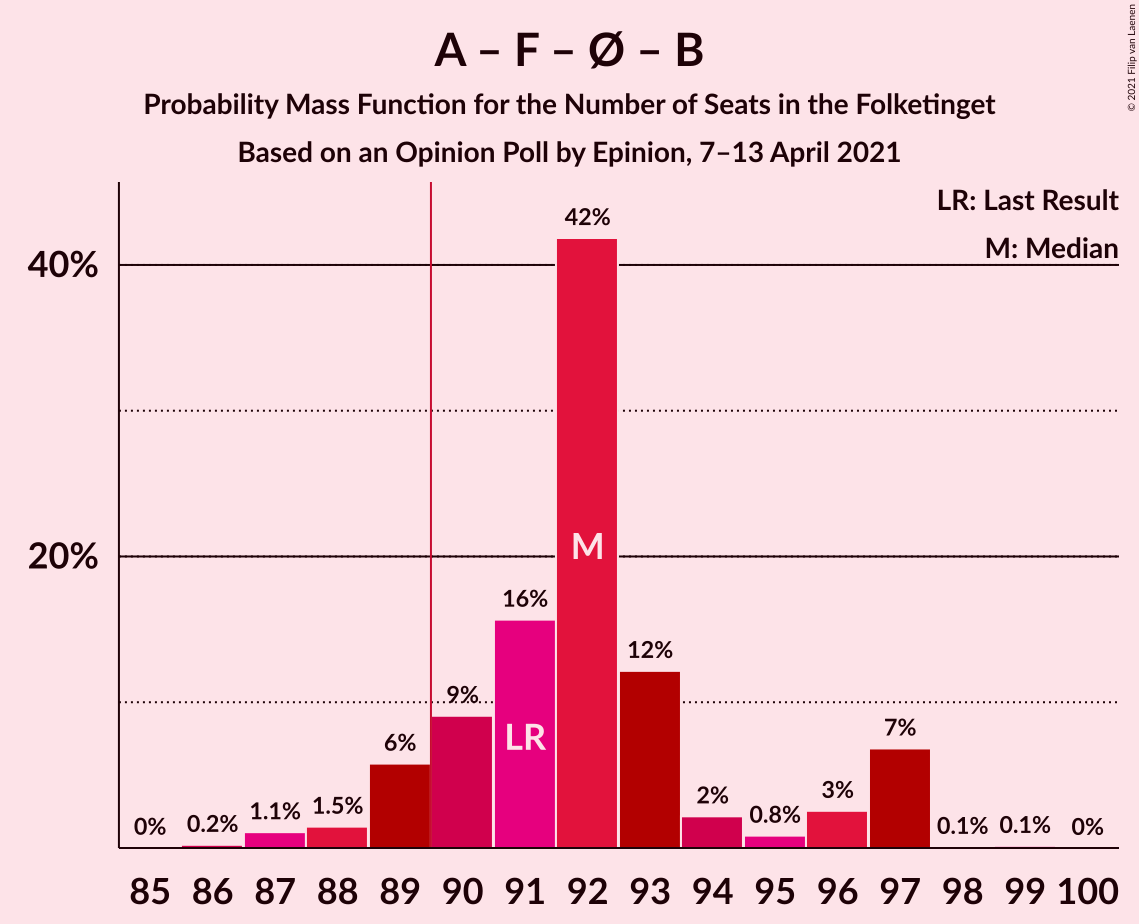 A – F – Ø – B
Probability Mass Function for the Number of Seats in the Folketinget
Based on an Opinion Poll by Epinion, 7–13 April 2021
© 2021 Filip van Laenen
LR: Last Result
M: Median
40%
20%
0%
0.2%
1.1%
1.5%
6%
9%
16%
42%
12%
2%
0.8%
3%
7%
0.1%
0.1%
0%
LR
M
85 86 87 88 89 90 91 92 93 94 95 96 97 98 99 100